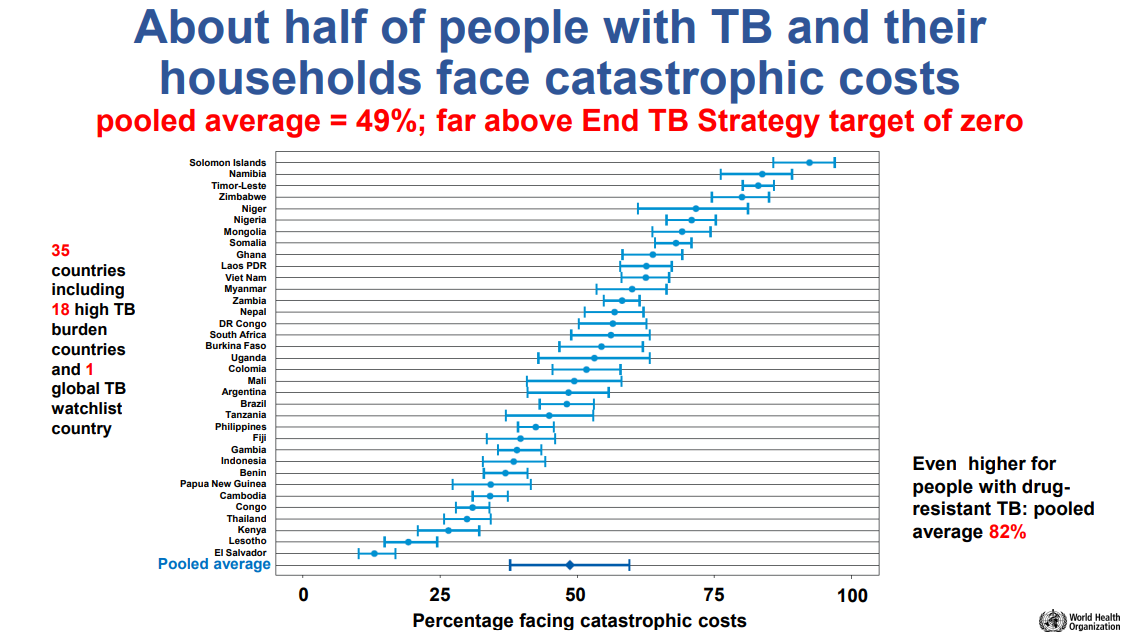 About half of people with TB and their
households face catastrophic costs
pooled average = 49%; far above End TB Strategy target of zero
35
countries
including
18 high TB
burden
countries
and 1
global TB
watchlist
country
Solomon Islands
Namibia
Timor-Leste
Zimbabwe
Niger
Nigeria
Mongolia
Somalia
Ghana
Laos PDR
Viet Nam
Myanmar
Zambia
Nepal
DR Congo
South Africa
Burkina Faso
Uganda
Colomia
Mali
Argentina
Brazil
Tanzania
Philippines
Fiji
Gambia
Indonesia
Benin
Papua New Guinea
Cambodia
Congo
Thailand
Kenya
Lesotho
El Salvador
Pooled average
0 25 50 75 100
Percentage facing catastrophic costs
Even higher for
people with drug-
resistant TB: pooled
average 82%
World Health
Organization